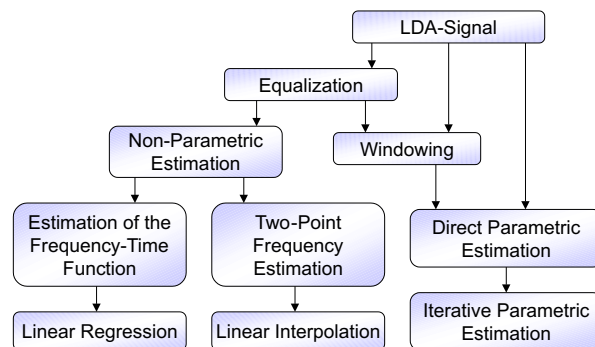 LDA-Signal
Equalization
Non-Parametric
Estimation
Windowing
Estimation of the
Frequency-Time
Function
Two-Point
Frequency
Estimation
Direct Parametric
Estimation
Linear Regression
Linear Interpolation
Iterative Parametric
Estimation